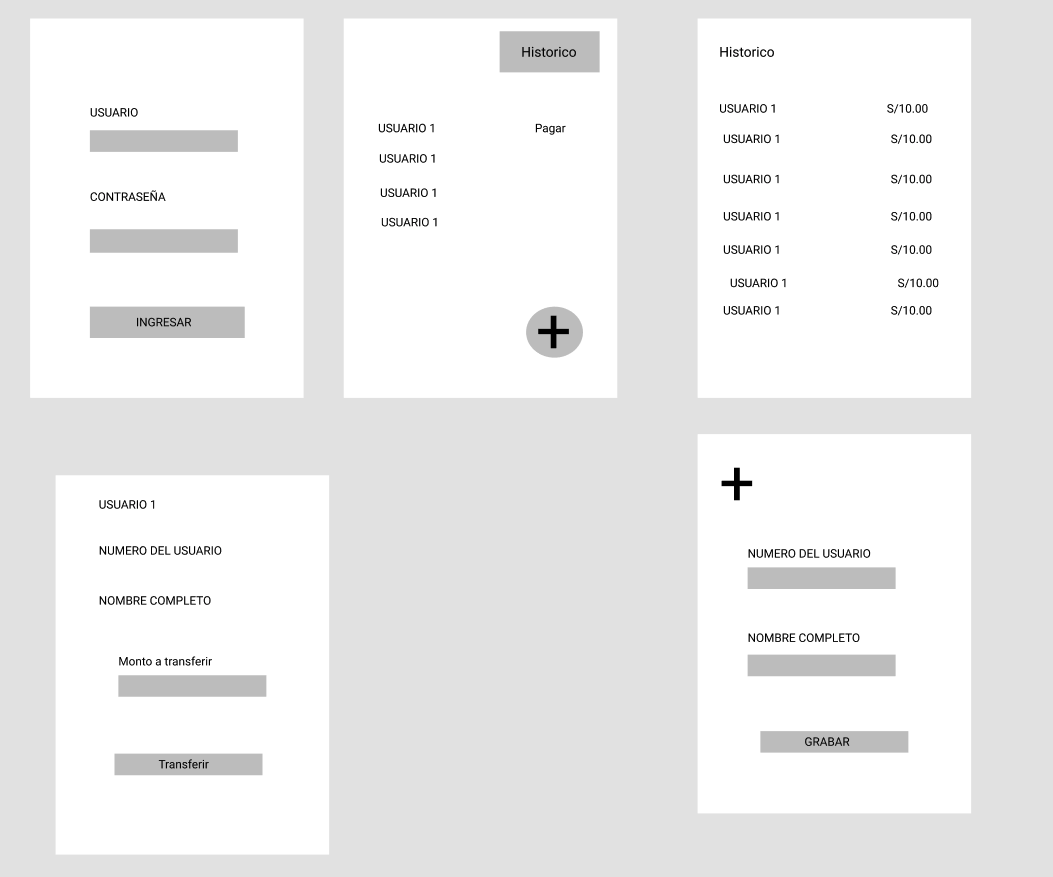 USUARIO
CONTRASEÑA
INGRESAR
Historico
USUARIO 1 Pagar
USUARIO 1
USUARIO 1
USUARIO 1
Historico
USUARIO 1 S/10.00
USUARIO 1 S/10.00
USUARIO 1 S/10.00
USUARIO 1 S/10.00
USUARIO 1 S/10.00
USUARIO 1 S/10.00
USUARIO 1 S/10.00
USUARIO 1
NUMERO DEL USUARIO
NOMBRE COMPLETO
Monto a transferir
Transferir
NUMERO DEL USUARIO
NOMBRE COMPLETO
GRABAR